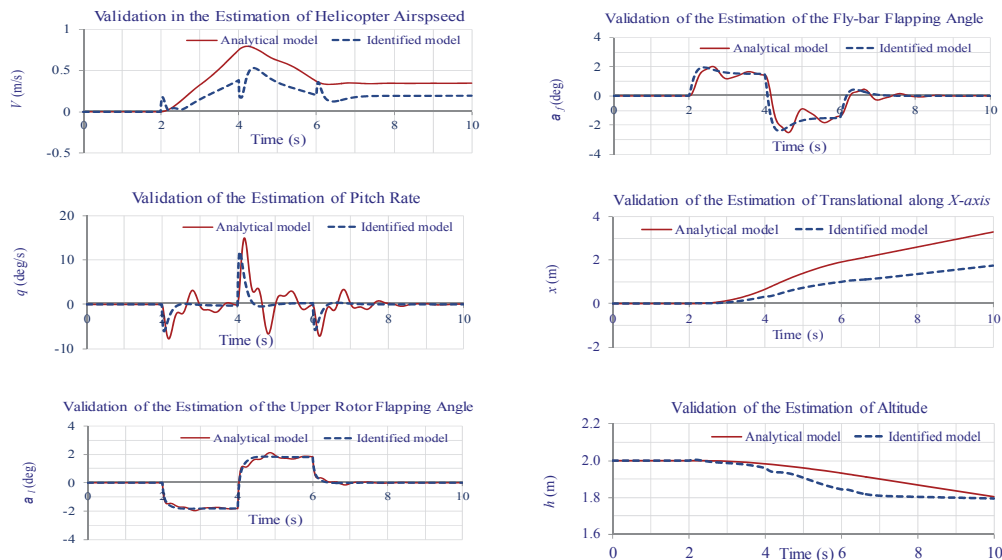 Validation in the Estimation of Helicopter Airspseed
1
Analytical model
Identified model
V (m/s)
0.5
0
0 2 4 6 8 10
Time (s)
-0.5
Validation of the Estimation of the Fly-bar Flapping Angle
4
Analytical model
Identified model
a f (deg)
2
0
0 2 4 6 8 10
-2
Time (s)
-4
Validation of the Estimation of Pitch Rate
20
Analytical model
Identified model
q (deg/s)
10
0
0 2 4 6 8 10
Time (s)
-10
Validation of the Estimation of Translational along X-axis
4
Analytical model
Identified model
x (m)
2
0
0 2 4 6 8 10
Time (s)
-2
Validation of the Estimation of the Upper Rotor Flapping Angle
4
Analytical model
Identified model
2
0
0 2 4 6 8 10
-2
Time (s)
-4
Validation of the Estimation of Altitude
2.2
Analytical model
Identified model
h (m)
2.0
1.8
1.6
0 2 4 6 8 10
Time (s)